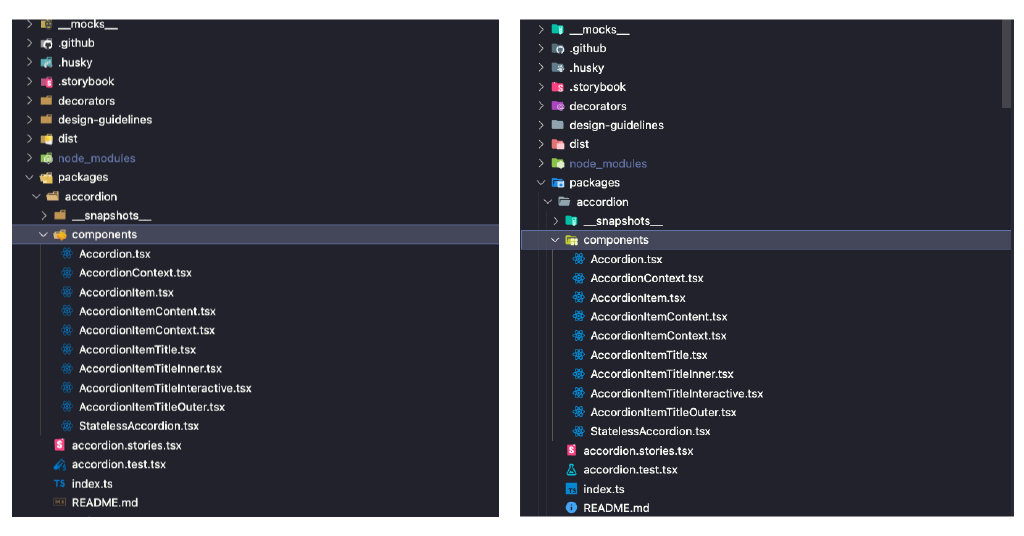 __mocks__
.github
.husky
.storybook
decorators
design-guidelines
dist
node_modules
packages
accordion
__snapshots__
components
Accordion.tsx
AccordionContext.tsx
AccordionItem.tsx
AccordionItemContent.tsx
AccordionItemContext.tsx
AccordionItemTitle.tsx
AccordionItemTitleInner.tsx
AccordionItemTitleInteractive.tsx
AccordionItemTitleOuter.tsx
StatelessAccordion.tsx
S accordion.stories.tsx
accordion.test.tsx
TS index.ts
README.md
__mocks__
.github
.husky
.storybook
decorators
design-guidelines
dist
node_modules
packages
accordion
__snapshots__
components
Accordion.tsx
AccordionContext.tsx
AccordionItem.tsx
AccordionItemContent.tsx
AccordionItemContext.tsx
AccordionItemTitle.tsx
AccordionItemTitleInner.tsx
AccordionItemTitleInteractive.tsx
AccordionItemTitleOuter.tsx
StatelessAccordion.tsx
S accordion.stories.tsx
accordion.test.tsx
TS index.ts
README.md